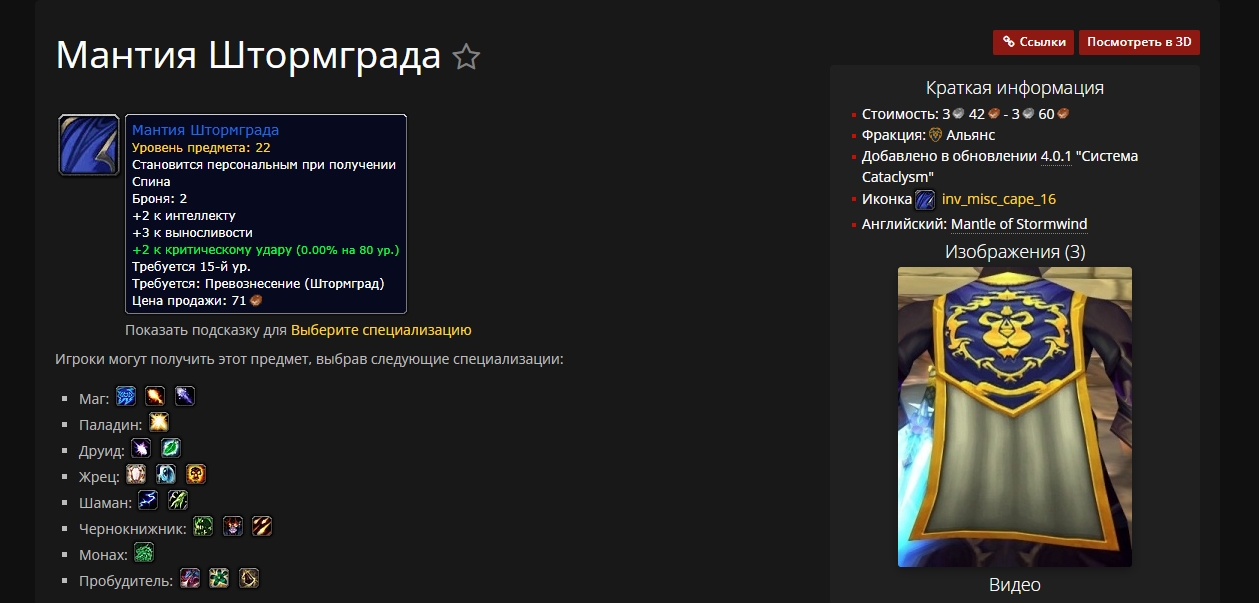 Мантия Штормграда
Ссылки
Посмотреть в 3D
Мантия Штормграда
Уровень предмета: 22
Становится персональным при получении
Спина
Броня: 2
+2 к интеллекту
+3 к выносливости
+2 к критическому удару (0.00% на 80 ур.)
Требуется 15-й ур.
Требуется: Превознесение (Штормград)
Цена продажи: 71
Показать подсказку для Выберите специализацию
Игроки могут получить этот предмет, выбрав следующие специализации:
Маг:
Паладин:
Друид:
Жрец:
Шаман:
Чернокнижник:
Монах:
Пробудитель:
Краткая информация
Стоимость: 3 42 - 3 60
Фракция: Альянс
Добавлено в обновлении 4.0.1 "Система
Cataclysm"
Иконка inv_misc_cape_16
Английский: Mantle of Stormwind
Изображения (3)
Видео